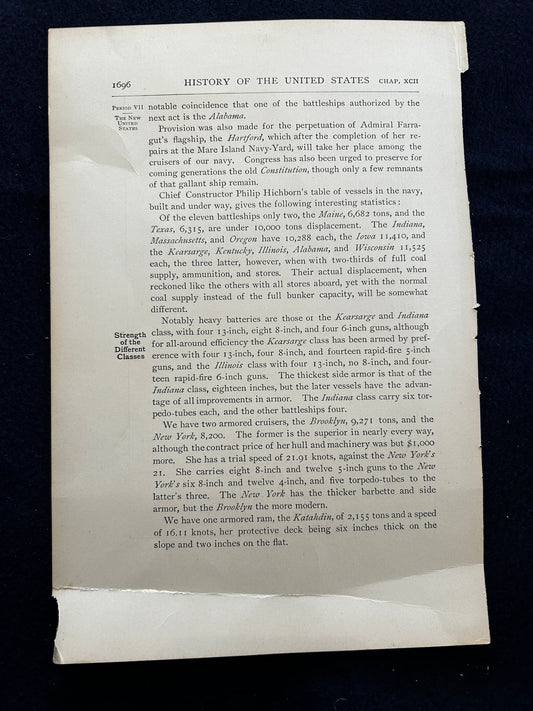 1696 HISTORY OF THE UNITED STATES CHAP. XCII
PERIOD VII
THE NEW
UNITED
STATES
notable coincidence that one of the battleships authorized by the
next act is the Alabama.
Provision was also made for the perpetuation of Admiral Farra-
gut's flagship, the Hartford, which after the completion of her re-
pairs at the Mare Island Navy-Yard, will take her place among the
cruisers of our navy. Congress has also been urged to preserve for
coming generations the old Constitution, though only a few remnants
of that gallant ship remain.
Chief Constructor Philip Hichborn's table of vessels in the navy,
built and under way, gives the following interesting statistics:
Of the eleven battleships only two, the Maine, 6,682 tons, and the
Texas, 6,315, are under 10,000 tons displacement. The Indiana,
Massachusetts, and Oregon have 10,288 each, the Iowa 11,410, and
the Kearsarge, Kentucky, Illinois, Alabama, and Wisconsin 11,525
each, the three latter, however, when with two-thirds of full coal
supply, ammunition, and stores. Their actual displacement, when
reckoned like the others with all stores aboard, yet with the normal
coal supply instead of the full bunker capacity, will be somewhat
different.
Strength
of the
Different
Classes
Notably heavy batteries are those of the Kearsarge and Indiana
class, with four 13-inch, eight 8-inch, and four 6-inch guns, although
for all-around efficiency the Kearsarge class has been armed by pref-
erence with four 13-inch, four 8-inch, and fourteen rapid-fire 5-inch
guns, and the Illinois class with four 13-inch, no 8-inch, and four-
teen rapid-fire 6-inch guns. The thickest side armor is that of the
Indiana class, eighteen inches, but the later vessels have the advan-
tage of all improvements in armor. The Indiana class carry six tor-
pedo-tubes each, and the other battleships four.
We have two armored cruisers, the Brooklyn, 9,271 tons, and the
New York, 8,200. The former is the superior in nearly every way,
although the contract price of her hull and machinery was but $1,000
more. She has a trial speed of 21.91 knots, against the New York's
21. She carries eight 8-inch and twelve 5-inch guns to the New
York's six 8-inch and twelve 4-inch, and five torpedo-tubes to the
latter's three. The New York has the thicker barbette and side
armor, but the Brooklyn the more modern.
We have one armored ram, the Katahdin, of 2,155 tons and a speed
of 16.11 knots, her protective deck being six inches thick on the
slope and two inches on the flat.